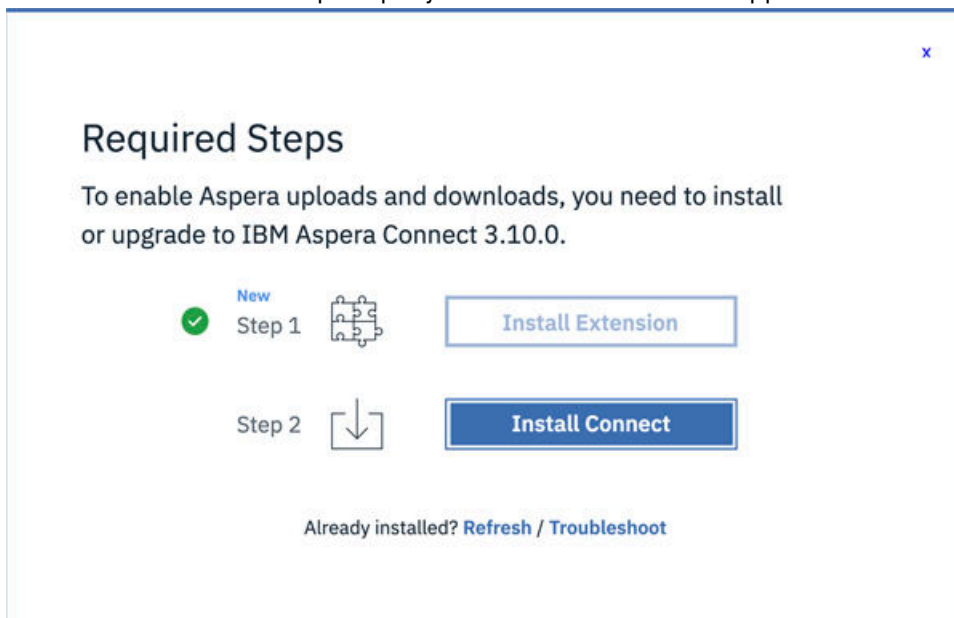 x
Required Steps
To enable Aspera uploads and downloads, you need to install
or upgrade to IBM Aspera Connect 3.10.0.
New
Step 1
Install Extension
Step 2
Install Connect
Already installed? Refresh / Troubleshoot